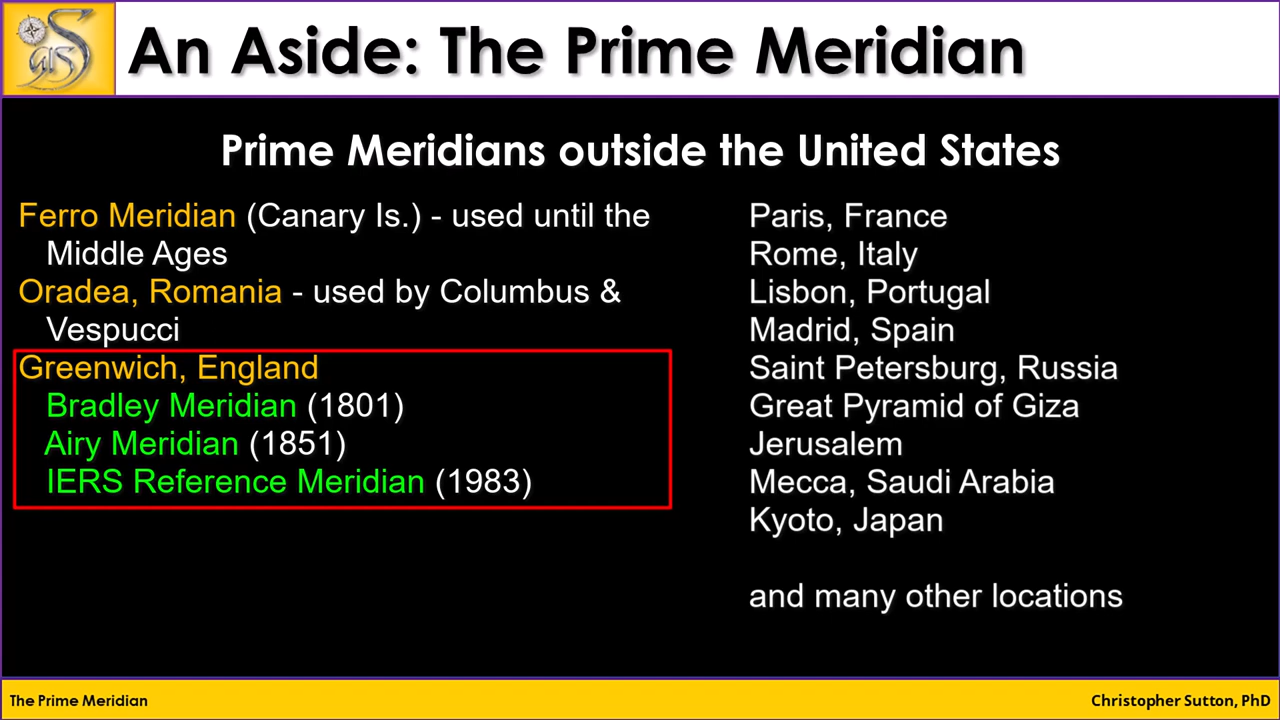 GIS
An Aside: The Prime Meridian
Prime Meridians outside the United States
Ferro Meridian (Canary Is.) - used until the
Middle Ages
Oradea, Romania - used by Columbus &
Vespucci
Greenwich, England
Bradley Meridian (1801)
Airy Meridian (1851)
IERS Reference Meridian (1983)
Paris, France
Rome, Italy
Lisbon, Portugal
Madrid, Spain
Saint Petersburg, Russia
Great Pyramid of Giza
Jerusalem
Mecca, Saudi Arabia
Kyoto, Japan
and many other locations
The Prime Meridian
Christopher Sutton, PhD